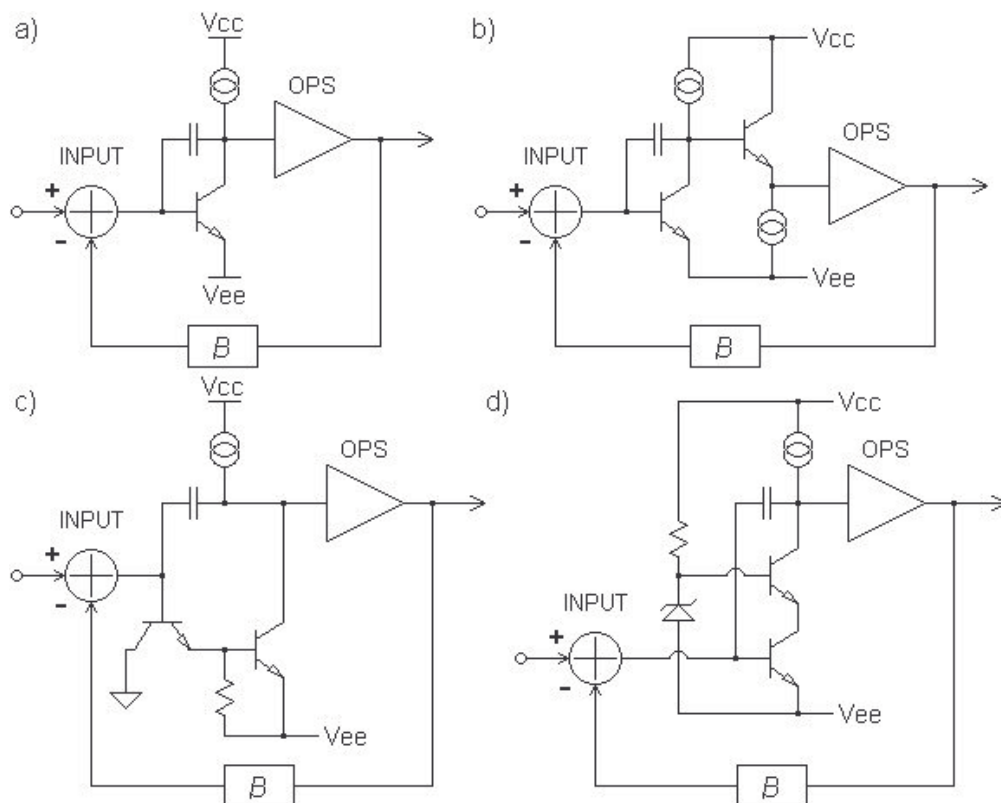 a)
Vcc
OPS
INPUT
+
-
Vee
β
b)
Vcc
OPS
INPUT
+
-
Vee
β
c)
Vcc
OPS
INPUT
+
-
Vee
β
d)
Vcc
OPS
INPUT
+
-
Vee
β